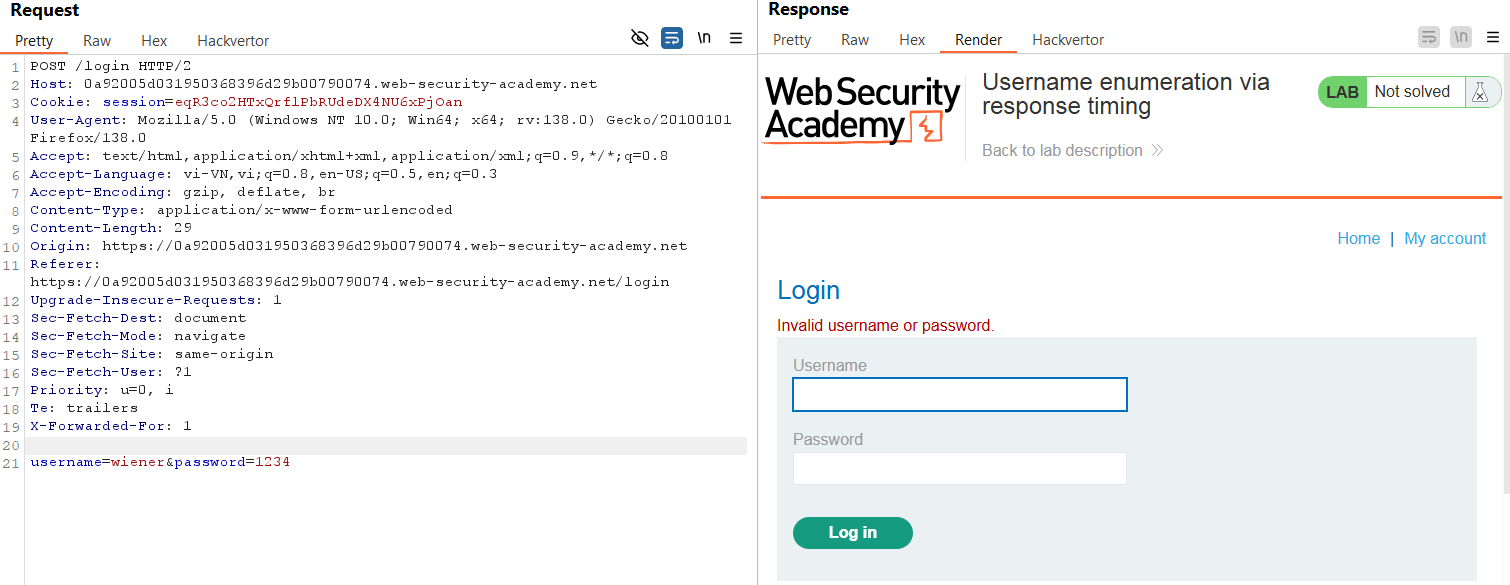 Request
Pretty Raw Hex Hackvertor \n
1 POST /login HTTP/2
2 Host: 0a92005d031950368396d29b00790074.web-security-academy.net
3 Cookie: session=eqR3co2HTxQrflPbRUdeDX4NU6xPjOan
4 User-Agent: Mozilla/5.0 (Windows NT 10.0; Win64; x64; rv:138.0) Gecko/20100101
Firefox/138.0
5 Accept: text/html,application/xhtml+xml,application/xml;q=0.9,*/*;q=0.8
6 Accept-Language: vi-VN,vi;q=0.8,en-US;q=0.5,en;q=0.3
7 Accept-Encoding: gzip, deflate, br
8 Content-Type: application/x-www-form-urlencoded
9 Content-Length: 29
10 Origin: https://0a92005d031950368396d29b00790074.web-security-academy.net
11 Referer:
https://0a92005d031950368396d29b00790074.web-security-academy.net/login
12 Upgrade-Insecure-Requests: 1
13 Sec-Fetch-Dest: document
14 Sec-Fetch-Mode: navigate
15 Sec-Fetch-Site: same-origin
16 Sec-Fetch-User: ?1
17 Priority: u=0, i
18 Te: trailers
19 X-Forwarded-For: 1
20
21 username=wiener&password=1234
Response
Pretty Raw Hex Render Hackvertor \n
Web Security
Academy
Username enumeration via
response timing
Back to lab description
LAB Not solved
Home | My account
Login
Invalid username or password.
Username
Password
Log in